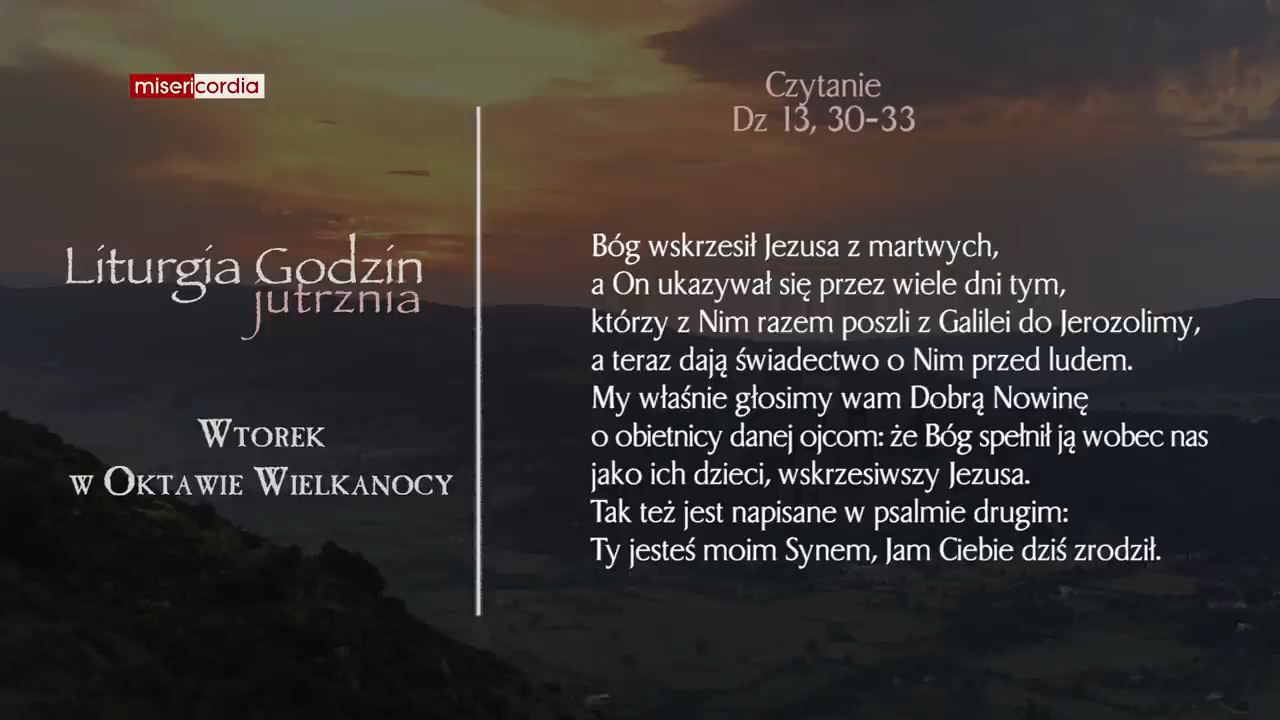 misericordia
Liturgia Godzin
jutrznia
Wtorek
w Oktawie Wielkanocy
Czytanie
Dz 13, 30-33
Bóg wskrzesił Jezusa z martwych,
a On ukazywał się przez wiele dni tym,
którzy z Nim razem poszli z Galilei do Jerozolimy,
a teraz dają świadectwo o Nim przed ludem.
My właśnie głosimy wam Dobrą Nowinę
o obietnicy danej ojcom: że Bóg spełnił ją wobec nas
jako ich dzieci, wskrzesiwszy Jezusa.
Tak też jest napisane w psalmie drugim:
Ty jesteś moim Synem, Jam Ciebie dziś zrodził.